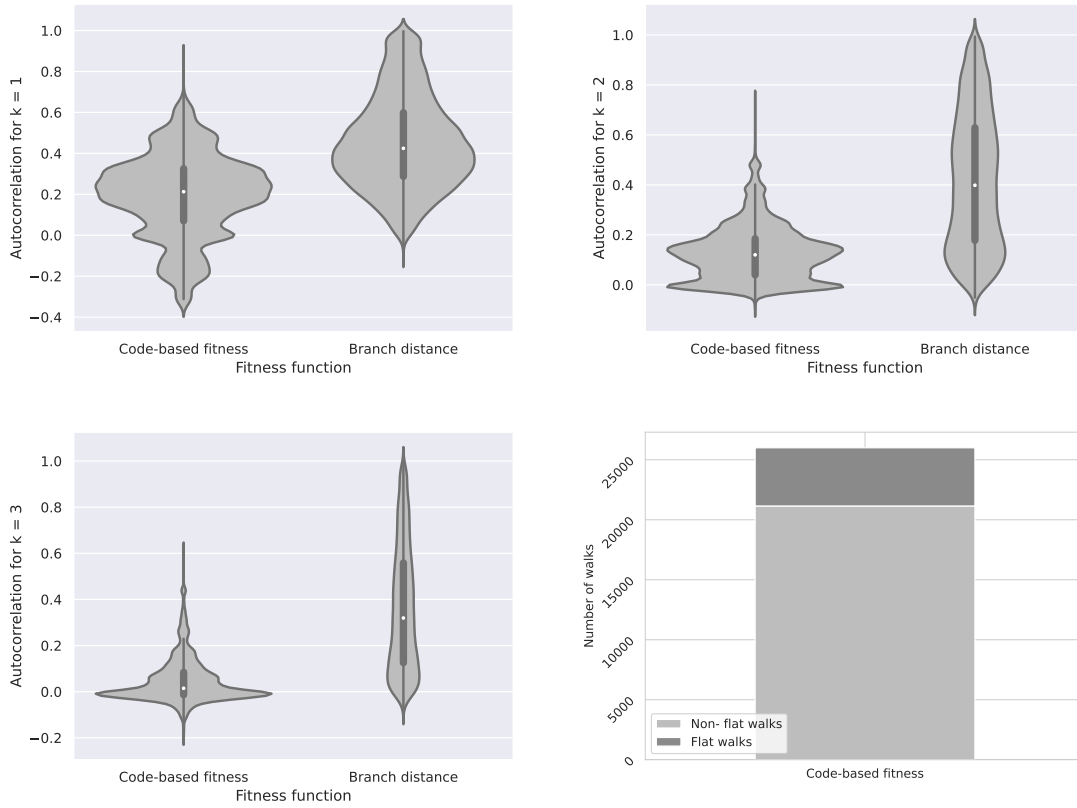 1.0
0.8
0.6
0.4
0.2
0.0
−0.2
−0.4
Autocorrelation for k = 1
Code-based fitness
Branch distance
Fitness function
1.0
0.8
0.6
0.4
0.2
0.0
Autocorrelation for k = 2
Code-based fitness
Branch distance
Fitness function
1.0
0.8
0.6
0.4
0.2
0.0
−0.2
Autocorrelation for k = 3
Code-based fitness
Branch distance
Fitness function
25000
20000
15000
10000
5000
0
Number of walks
Non- flat walks
Flat walks
Code-based fitness